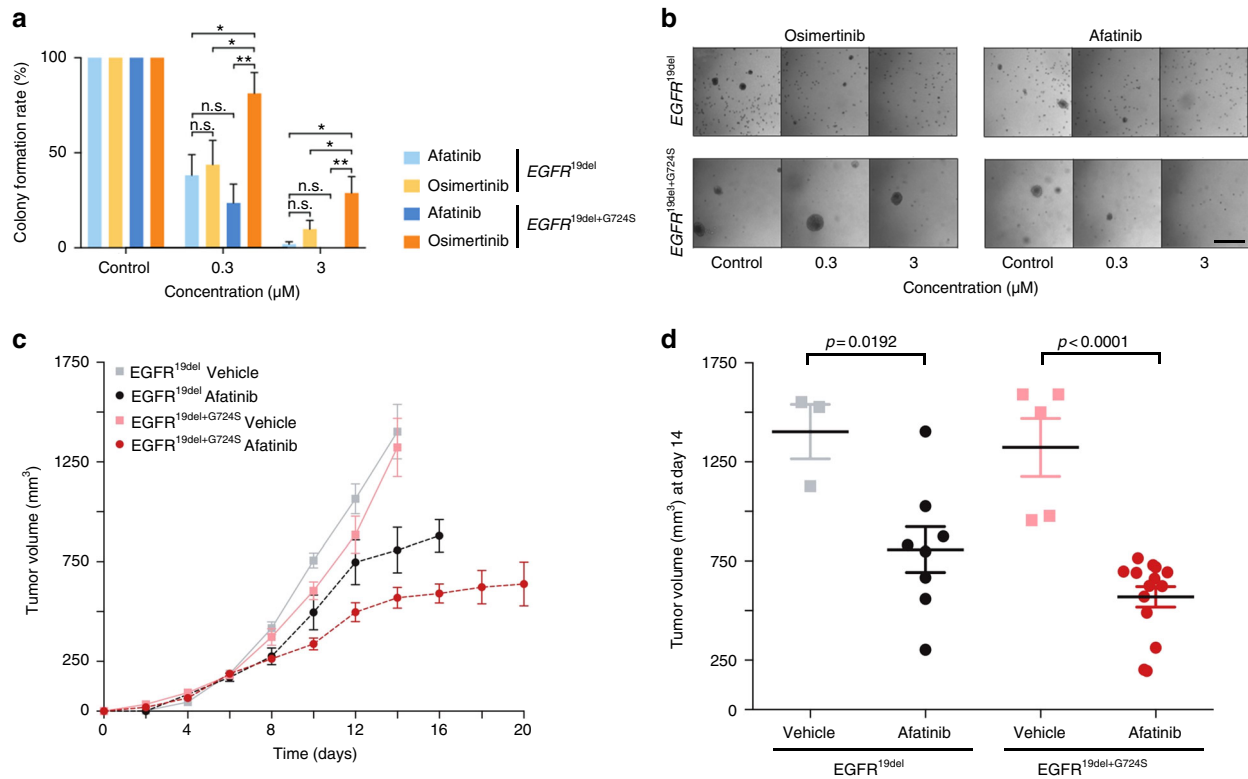 a
Colony formation rate (%)
100
50
0
*
*
**
n.s.
n.s.
*
*
**
n.s.
n.s.
Control
0.3
3
Concentration (µM)
Afatinib
Osimertinib
EGFR19del
Afatinib
Osimertinib
EGFR19del+G724S
b
Osimertinib
Afatinib
EGFR19del
EGFR19del+G724S
Control
0.3
3
Control
0.3
3
Concentration (µM)
c
EGFR19del Vehicle
EGFR19del Afatinib
EGFR19del+G724S Vehicle
EGFR19del+G724S Afatinib
Tumor volume (mm3)
1750
1250
750
250
0
0
4
8
12
16
20
Time (days)
d
p=0.0192
p<0.0001
Tumor volume (mm3) at day 14
1750
1250
750
250
0
Vehicle
Afatinib
Vehicle
Afatinib
EGFR19del
EGFR19del+G724S